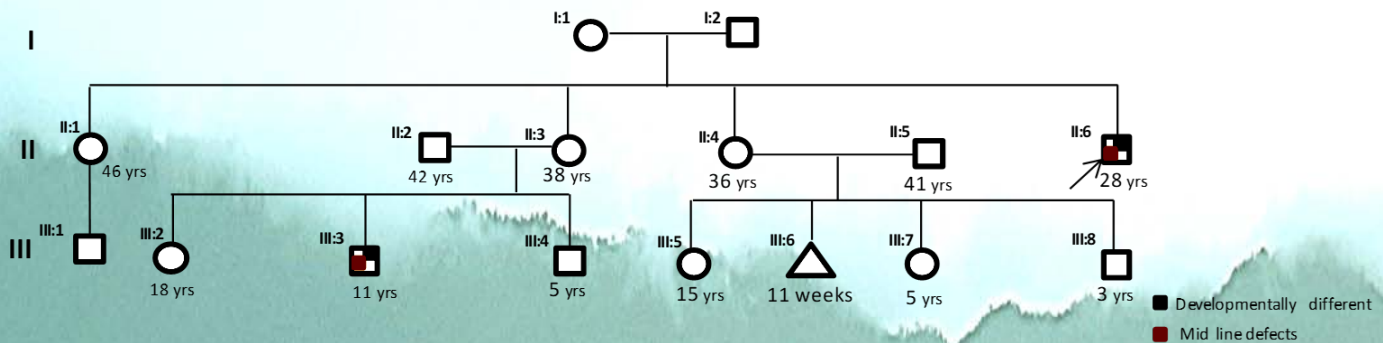 I
I:1
I:2
II
II:1
II:2
II:3
II:4
II:5
II:6
46 yrs
42 yrs
38 yrs
36 yrs
41 yrs
28 yrs
III
III:1
III:2
III:3
III:4
III:5
III:6
III:7
III:8
18 yrs
11 yrs
5 yrs
15 yrs
11 weeks
5 yrs
3 yrs
Developmentally different
Mid line defects